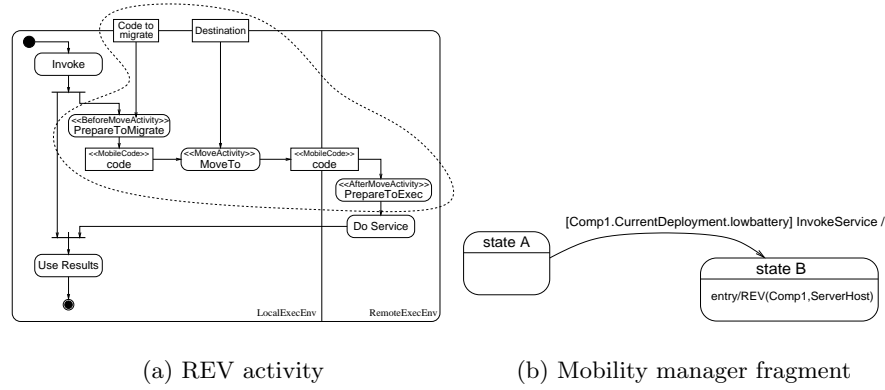 Code to
migrate
Destination
Invoke
<<BeforeMoveActivity>>
PrepareToMigrate
<<MobileCode>>
code
<<MoveActivity>>
MoveTo
<<MobileCode>>
code
<<AfterMoveActivity>>
PrepareToExec
Do Service
Use Results
LocalExecEnv
RemoteExecEnv
(a) REV activity
[Comp1.CurrentDeployment.lowbattery] InvokeService /
state A
state B
entry/REV(Comp1,ServerHost)
(b) Mobility manager fragment